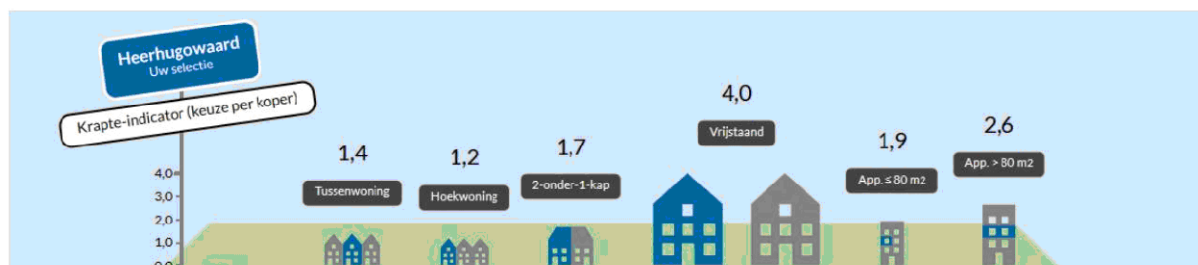 Heerhugowaard
Uw selectie
Krapte-indicator (keuze per koper)
4,0
3,0
2,0
1,0
0,0
1,4
Tussenwoning
1,2
Hoekwoning
1,7
2-onder-1-kap
4,0
Vrijstaand
1,9
App. ≤ 80 m2
2,6
App. > 80 m2